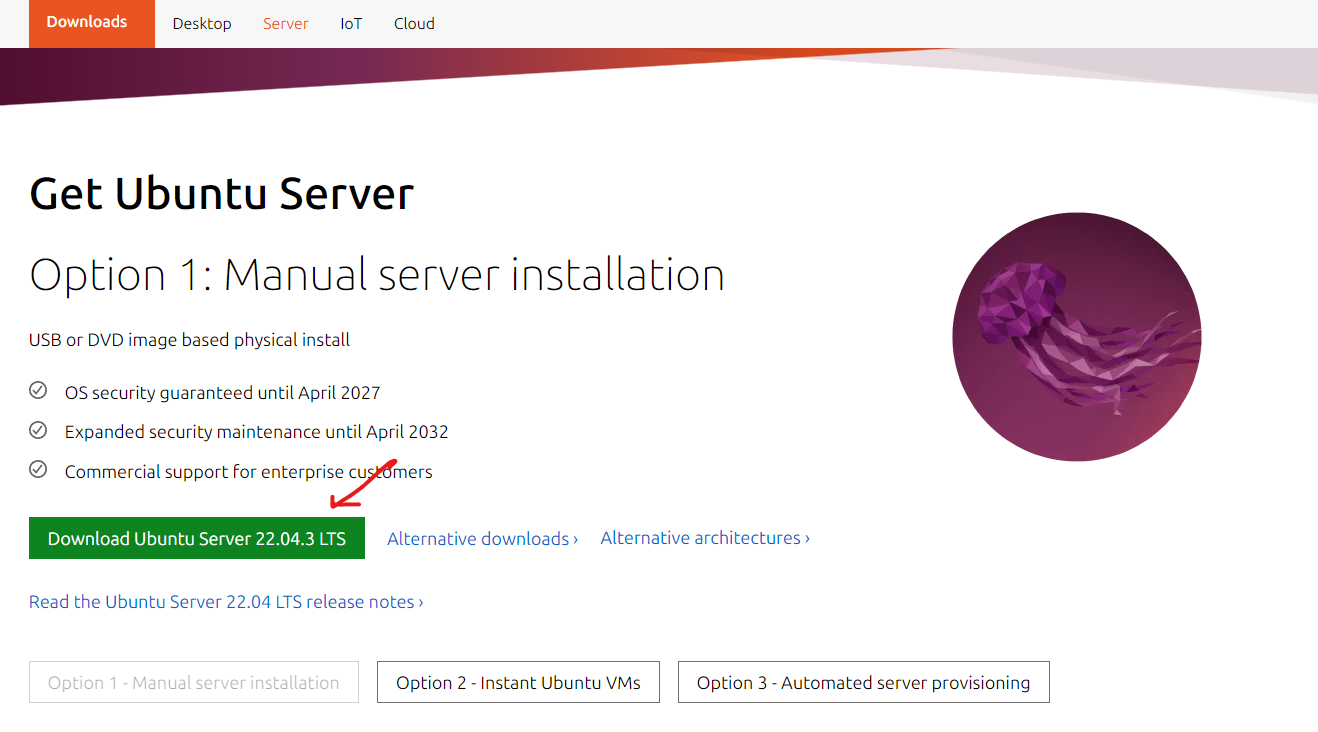 Downloads Desktop Server IoT Cloud
Get Ubuntu Server
Option 1: Manual server installation
USB or DVD image based physical install
OS security guaranteed until April 2027
Expanded security maintenance until April 2032
Commercial support for enterprise customers
Download Ubuntu Server 22.04.3 LTS Alternative downloads › Alternative architectures ›
Read the Ubuntu Server 22.04 LTS release notes ›
Option 1 - Manual server installation Option 2 - Instant Ubuntu VMs Option 3 - Automated server provisioning